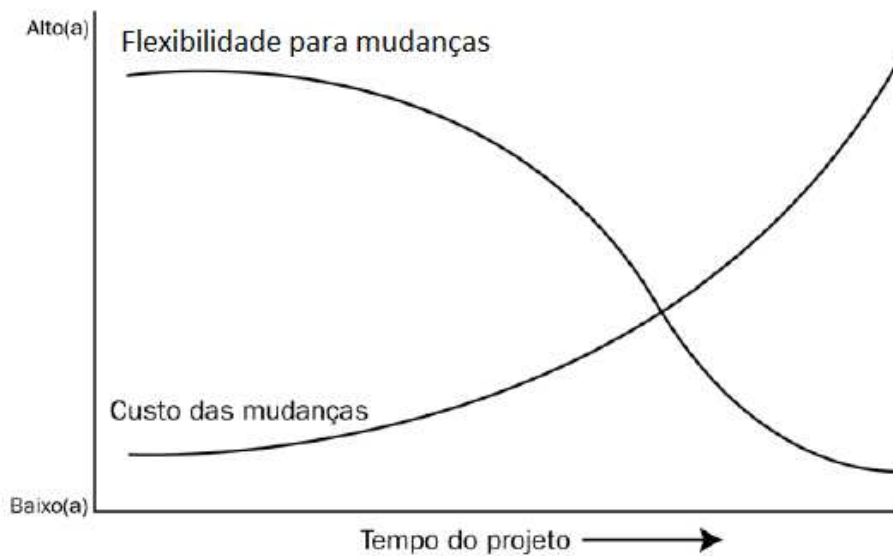 Alto(a)
Flexibilidade para mudanças
Custo das mudanças
Baixo(a)
Tempo do projeto